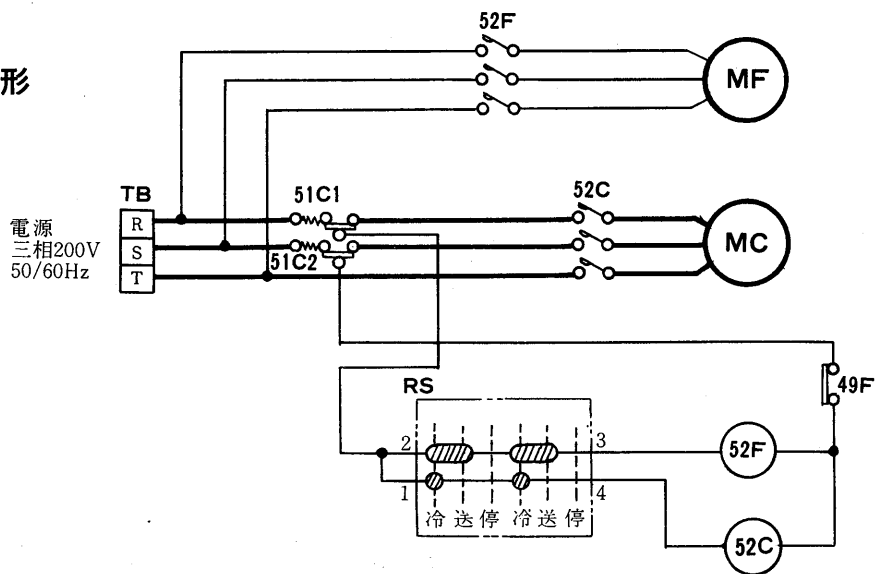 形
52F
MF
TB
51C1
52C
R
電源
三相200V
50/60Hz
S
51C2
MC
T
RS
49F
2
3
52F
1
4
冷 送 停 冷 送 停
52C